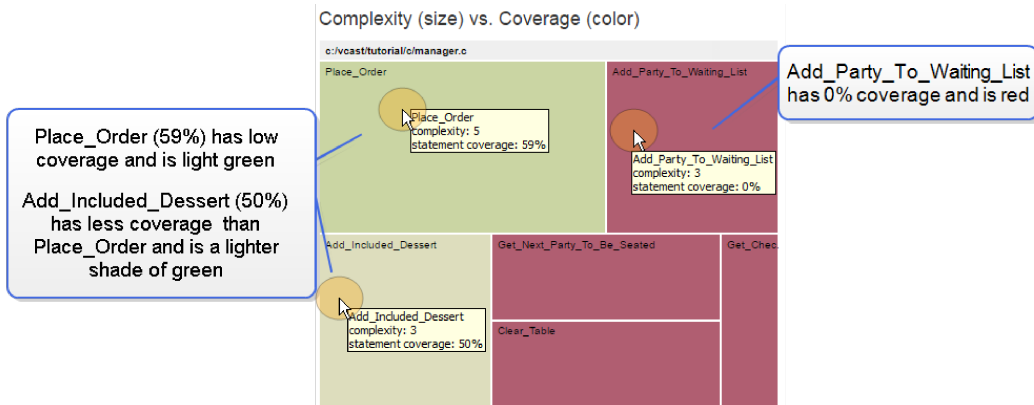 Complexity (size) vs. Coverage (color)
c:/vcast/tutorial/c/manager.c
Place_Order
Add_Party_To_Waiting_List
Add_Party_To_Waiting_List
has 0% coverage and is red
Place_Order
complexity: 5
statement coverage: 59%
Add_Party_To_Waiting_List
complexity: 3
statement coverage: 0%
Place_Order (59%) has low
coverage and is light green
Add_Included_Dessert (50%)
has less coverage than
Place_Order and is a lighter
shade of green
Add_Included_Dessert
Get_Next_Party_To_Be_Seated
Get_Chec.
Add_Included_Dessert
complexity: 3
statement coverage: 50%
Clear_Table